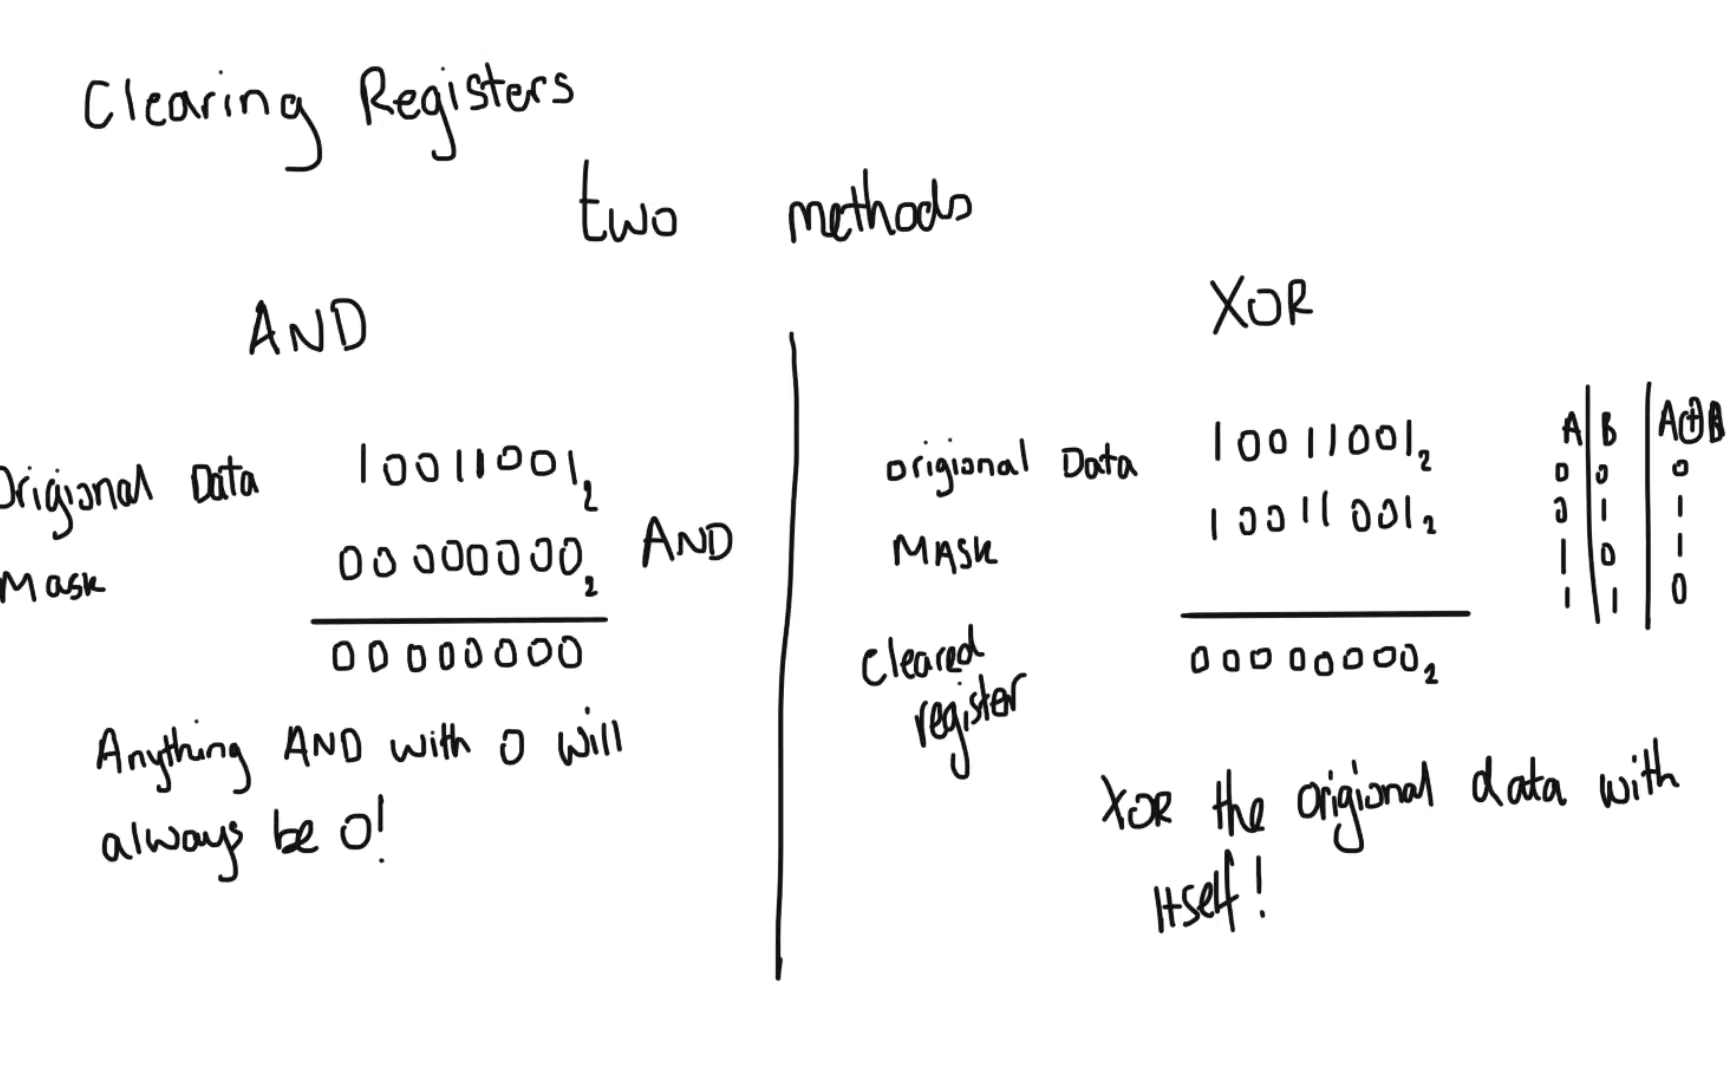 Clearing Registers
two methods
AND
Origional Data 10011001₂
Mask 00000000₂ AND
00000000
Anything AND with 0 will
always be 0!
XOR
origional Data 10011001₂
MASK 10011001₂
Cleared
register 00000000₂
XOR the origional data with
Itself!
A B A⊕B
0 0 0
0 1 1
1 0 1
1 1 0